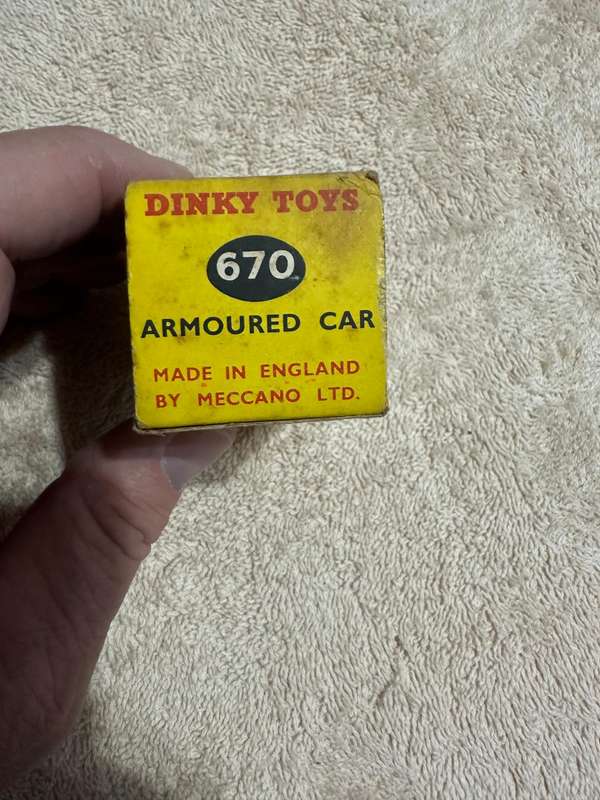 DINKY TOYS
670
ARMOURED CAR
MADE IN ENGLAND
BY MECCANO LTD.